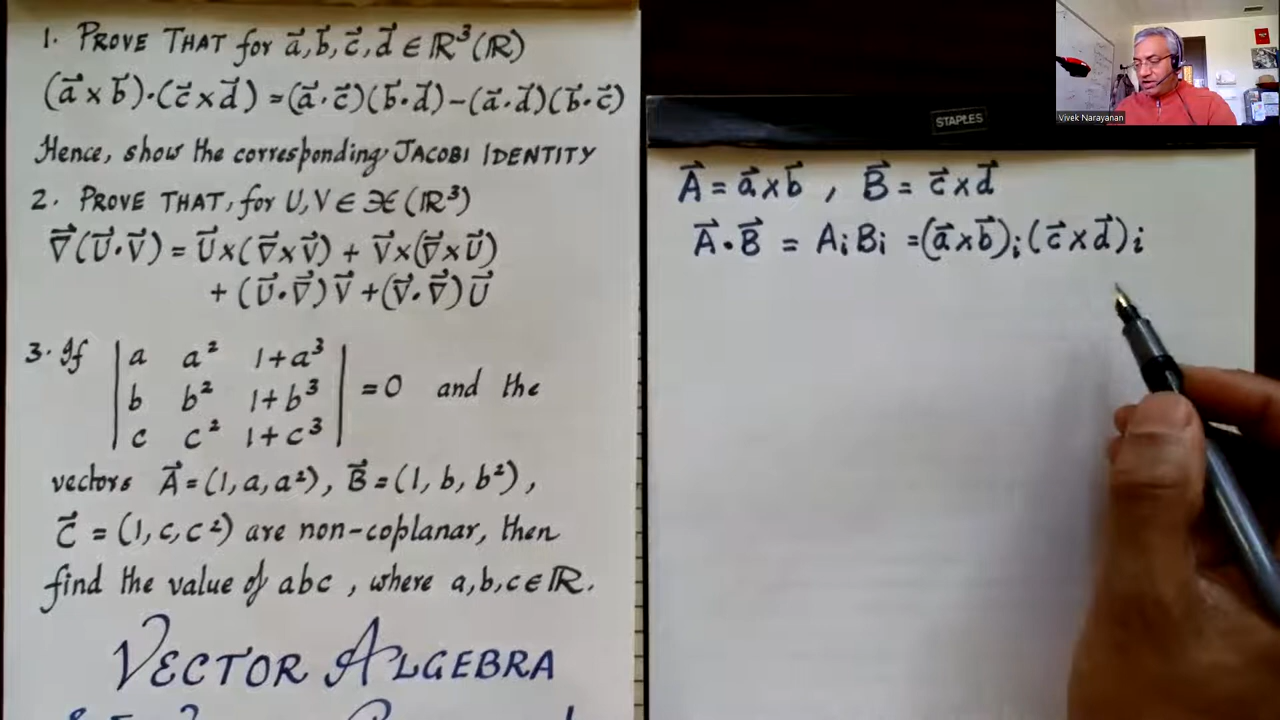 1. PROVE THAT for a⃗, b⃗, c⃗, d⃗ ∈ ℝ³(ℝ)
(a⃗ × b⃗)·(c⃗ × d⃗) = (a⃗·c⃗)(b⃗·d⃗) − (a⃗·d⃗)(b⃗·c⃗)
Hence, show the corresponding JACOBI IDENTITY
2. PROVE THAT, for U, V ∈ 𝔛(ℝ³)
∇⃗(U⃗·V⃗) = U⃗×(∇⃗×V⃗) + V⃗×(∇⃗×U⃗)
+ (U⃗·∇⃗)V⃗ + (V⃗·∇⃗)U⃗
3. If | a a² 1+a³ |
| b b² 1+b³ | = 0 and the
| c c² 1+c³ |
vectors A⃗ = (1, a, a²), B⃗ = (1, b, b²),
C⃗ = (1, c, c²) are non-coplanar, then
find the value of abc, where a, b, c ∈ ℝ.
VECTOR ALGEBRA
STAPLES
A⃗ = a⃗ × b⃗ , B⃗ = c⃗ × d⃗
A⃗·B⃗ = AᵢBᵢ = (a⃗ × b⃗)ᵢ(c⃗ × d⃗)ᵢ
Vivek Narayanan